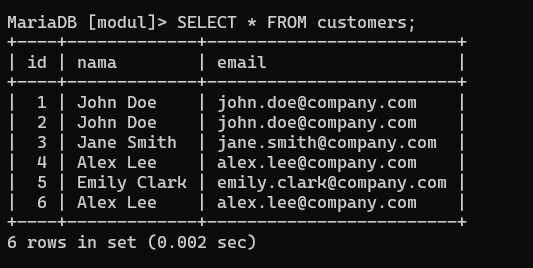 MariaDB [modul]> SELECT * FROM customers;
+----+-------------+-------------------------+
| id | nama        | email                   |
+----+-------------+-------------------------+
|  1 | John Doe    | john.doe@company.com    |
|  2 | John Doe    | john.doe@company.com    |
|  3 | Jane Smith  | jane.smith@company.com  |
|  4 | Alex Lee    | alex.lee@company.com    |
|  5 | Emily Clark | emily.clark@company.com |
|  6 | Alex Lee    | alex.lee@company.com    |
+----+-------------+-------------------------+
6 rows in set (0.002 sec)